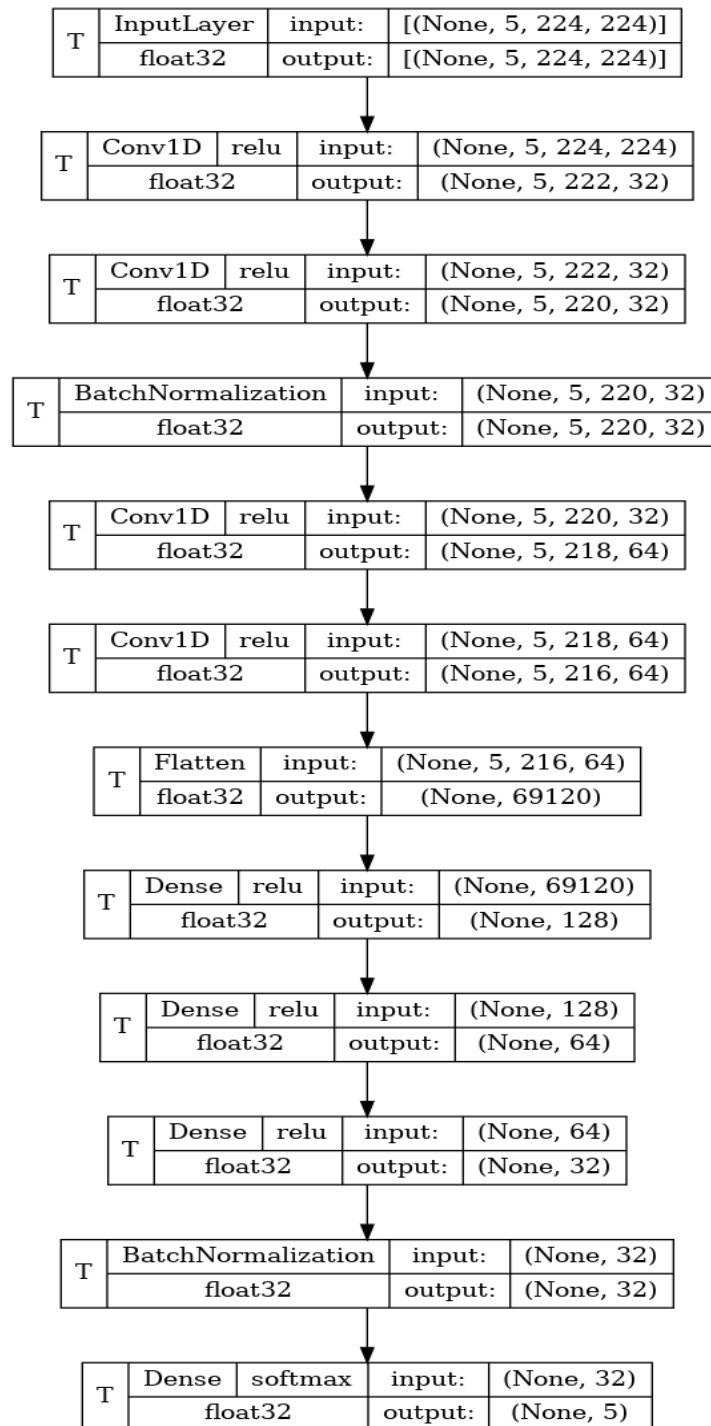 T InputLayer input: [(None, 5, 224, 224)]
float32 output: [(None, 5, 224, 224)]
T Conv1D relu input: (None, 5, 224, 224)
float32 output: (None, 5, 222, 32)
T Conv1D relu input: (None, 5, 222, 32)
float32 output: (None, 5, 220, 32)
T BatchNormalization input: (None, 5, 220, 32)
float32 output: (None, 5, 220, 32)
T Conv1D relu input: (None, 5, 220, 32)
float32 output: (None, 5, 218, 64)
T Conv1D relu input: (None, 5, 218, 64)
float32 output: (None, 5, 216, 64)
T Flatten input: (None, 5, 216, 64)
float32 output: (None, 69120)
T Dense relu input: (None, 69120)
float32 output: (None, 128)
T Dense relu input: (None, 128)
float32 output: (None, 64)
T Dense relu input: (None, 64)
float32 output: (None, 32)
T BatchNormalization input: (None, 32)
float32 output: (None, 32)
T Dense softmax input: (None, 32)
float32 output: (None, 5)